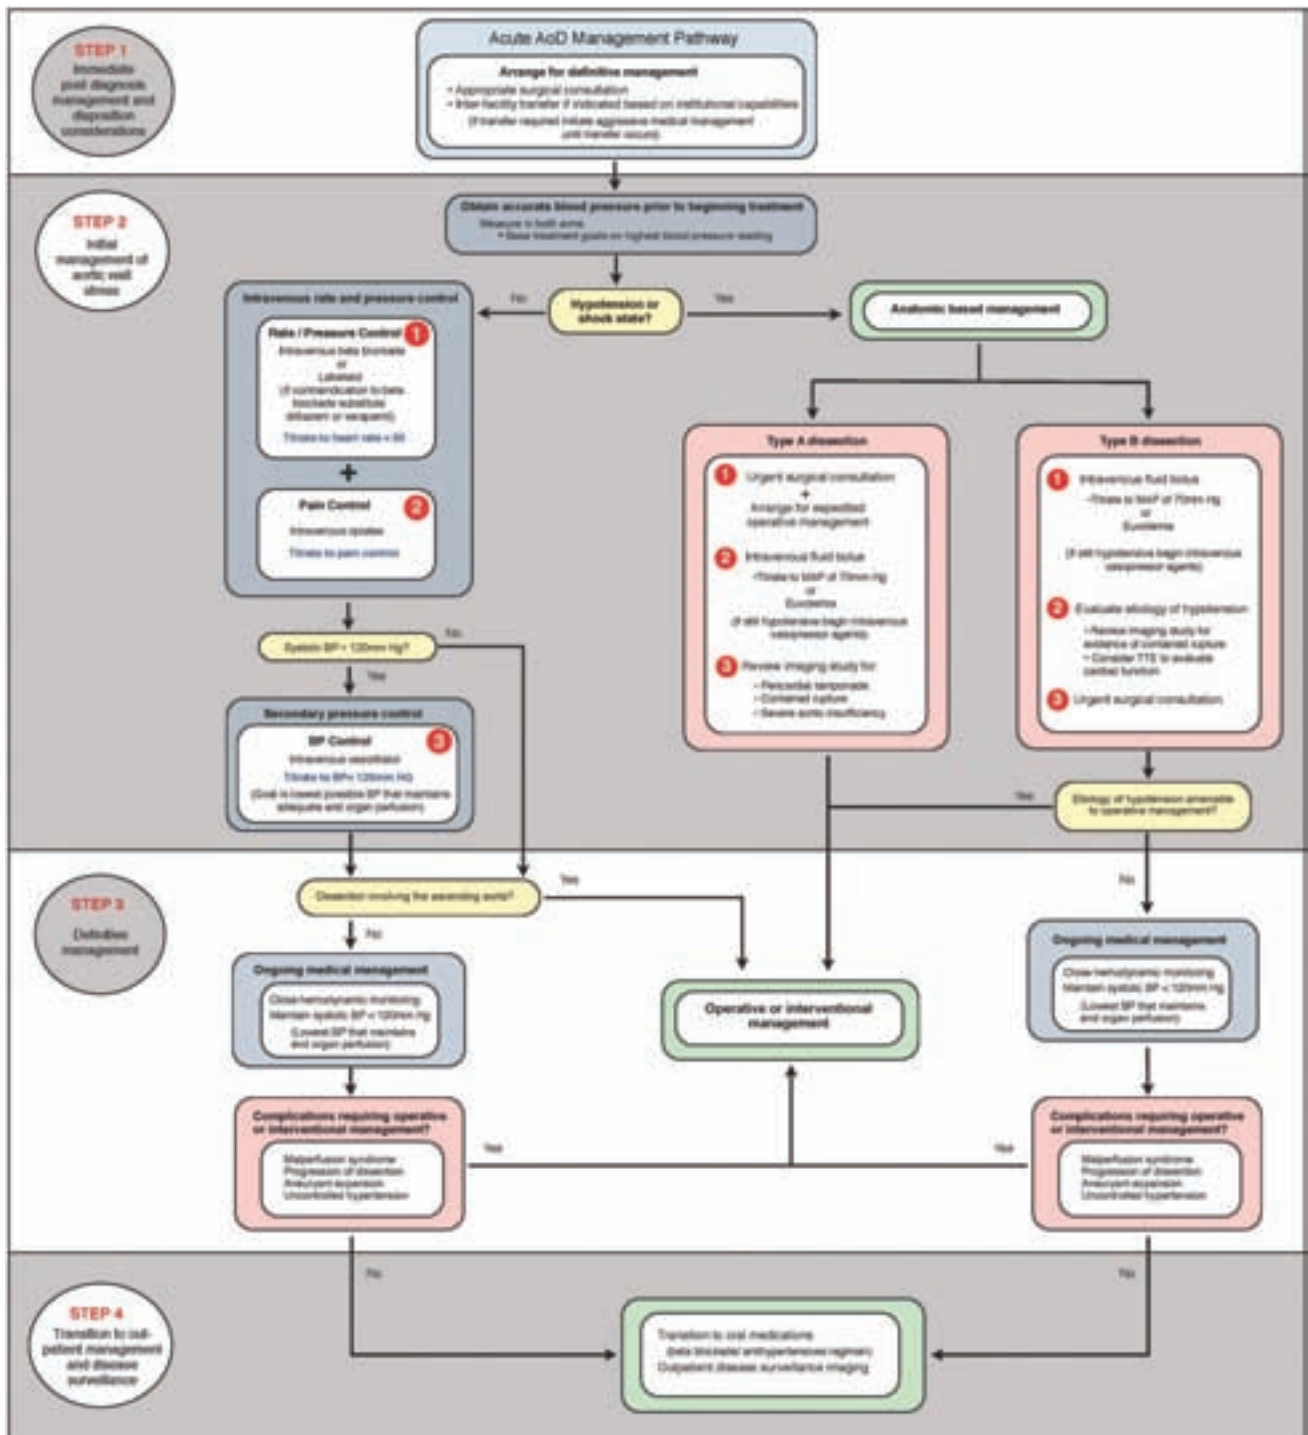 STEP 1
Immediate
post diagnosis
management and
disposition
considerations
Acute AoD Management Pathway
Arrange for definitive management
• Appropriate surgical consultation
• Inter-facility transfer if indicated based on institutional capabilities
(If transfer required initiate aggressive medical management
until transfer occurs)
STEP 2
Initial
management of
aortic wall
stress
Obtain accurate blood pressure prior to beginning treatment
Measure in both arms
• Base treatment goals on highest blood pressure reading
Hypotension or
shock state?
No
Yes
Intravenous rate and pressure control
Rate / Pressure Control
1
Intravenous beta blockade
or
Labetalol
(If contraindication to beta
blockade substitute
diltiazem or verapamil)
Titrate to heart rate <
+
Pain Control
2
Intravenous opiates
Titrate to pain control
Systolic BP 120mm Hg?
No
Yes
Secondary pressure control
BP Control
3
Intravenous vasodilator
Titrate to BP< 120mm HG
(Goal is lowest possible BP that maintains
adequate end organ perfusion)
Anatomic based management
Type A dissection
1 Urgent surgical consultation
+
Arrange for expedited
operative management
2 Intravenous fluid bolus
•Titrate to MAP of 70mm Hg
or
Euvolemia
(If still hypotensive begin intravenous
vasopressor agents)
3 Review imaging study for:
• Pericardial tamponade
• Contained rupture
• Severe aortic insufficiency
Type B dissection
1 Intravenous fluid bolus
•Titrate to MAP of 70mm Hg
or
Euvolemia
(If still hypotensive begin intravenous
vasopressor agents)
2 Evaluate etiology of hypotension
• Review imaging study for
evidence of contained rupture
• Consider TTE to evaluate
cardiac function
3 Urgent surgical consultation
Etiology of hypotension amenable
to operative management?
Yes
No
STEP 3
Definitive
management
Dissection involving the ascending aorta?
Yes
No
Ongoing medical management
Close hemodynamic monitoring
Maintain systolic BP < 120mm Hg
(Lowest BP that maintains
end organ perfusion)
Complications requiring operative
or interventional management?
Malperfusion syndrome
Progression of dissection
Aneurysm expansion
Uncontrolled hypertension
Yes
No
Operative or interventional
management
Ongoing medical management
Close hemodynamic monitoring
Maintain systolic BP < 120mm Hg
(Lowest BP that maintains
end organ perfusion)
Complications requiring operative
or interventional management?
Malperfusion syndrome
Progression of dissection
Aneurysm expansion
Uncontrolled hypertension
Yes
No
STEP 4
Transition to out-
patient management
and disease
surveillance
Transition to oral medications
(beta blockade/ antihypertensives regimen)
Outpatient disease surveillance imaging